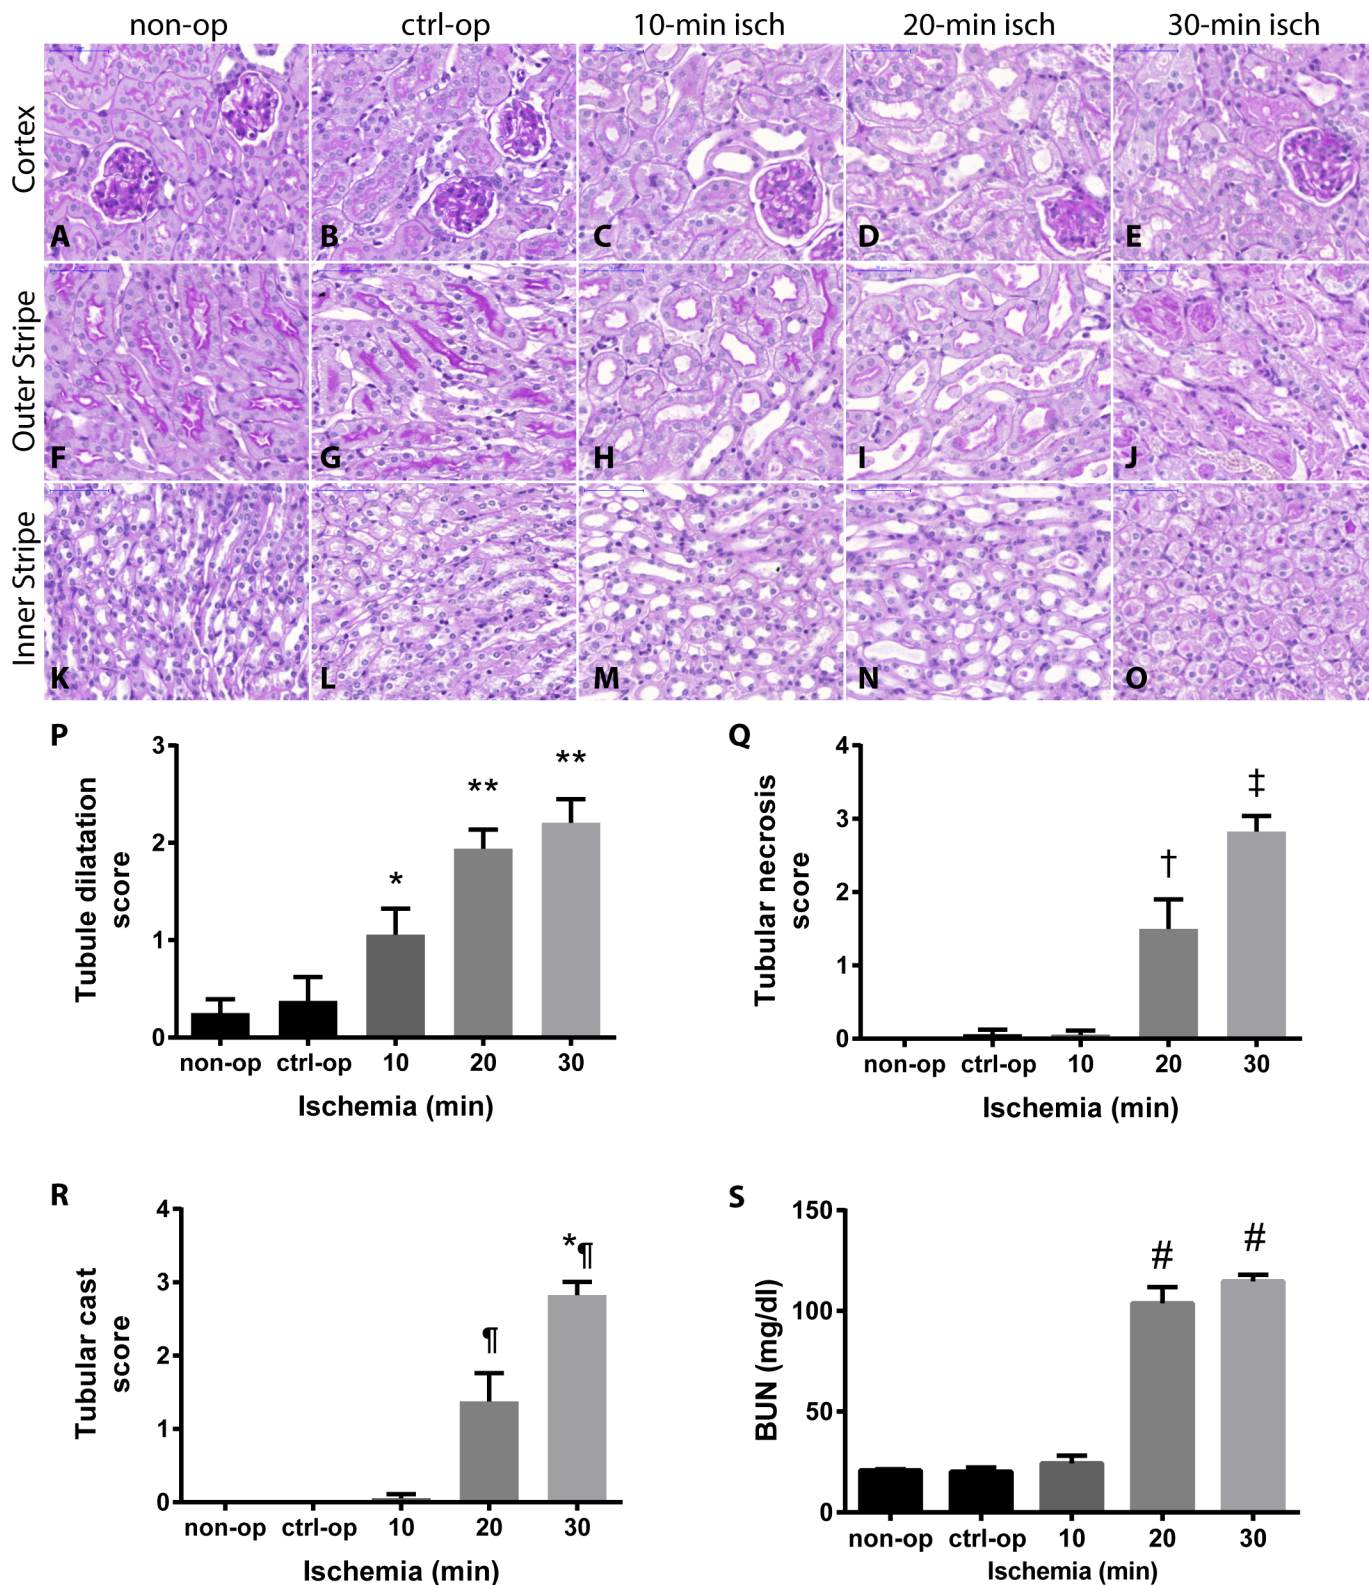 non-op ctrl-op 10-min isch 20-min isch 30-min isch
Cortex
A B C D E
Outer Stripe
F G H I J
Inner Stripe
K L M N O
P
Tubule dilatation
score
3
2
1
0
* ** **
non-op ctrl-op 10 20 30
Ischemia (min)
Q
Tubular necrosis
score
4
3
2
1
0
† ‡
non-op ctrl-op 10 20 30
Ischemia (min)
R
Tubular cast
score
4
3
2
1
0
¶ *¶
non-op ctrl-op 10 20 30
Ischemia (min)
S
BUN (mg/dl)
150
100
50
0
# #
non-op ctrl-op 10 20 30
Ischemia (min)